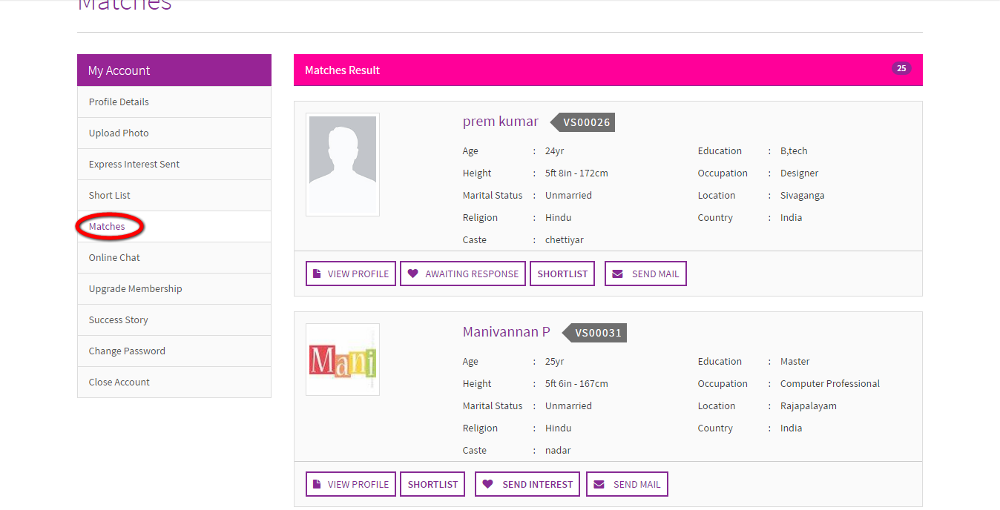 Matches
My Account
Profile Details
Upload Photo
Express Interest Sent
Short List
Matches
Online Chat
Upgrade Membership
Success Story
Change Password
Close Account
Matches Result 25
prem kumar VS00026
Age : 24yr Education : B,tech
Height : 5ft 8in - 172cm Occupation : Designer
Marital Status : Unmarried Location : Sivaganga
Religion : Hindu Country : India
Caste : chettiyar
VIEW PROFILE AWAITING RESPONSE SHORTLIST SEND MAIL
Mani
Manivannan P VS00031
Age : 25yr Education : Master
Height : 5ft 6in - 167cm Occupation : Computer Professional
Marital Status : Unmarried Location : Rajapalayam
Religion : Hindu Country : India
Caste : nadar
VIEW PROFILE SHORTLIST SEND INTEREST SEND MAIL